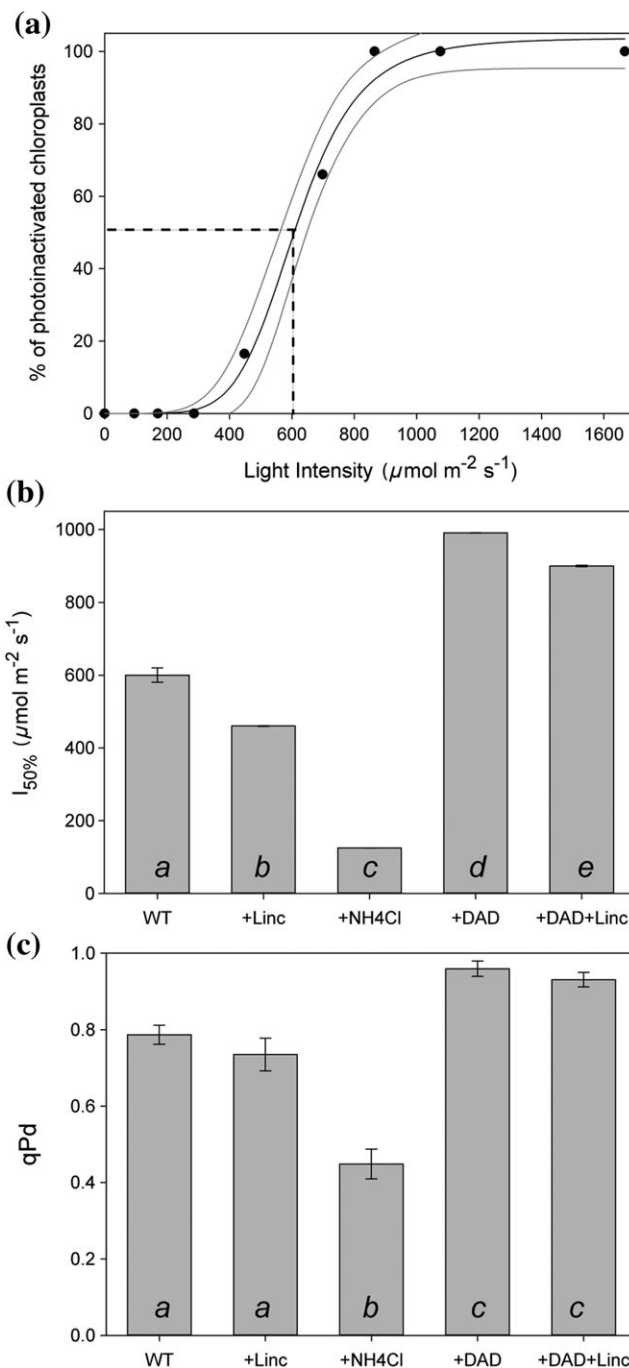 (a)
% of photoinactivated chloroplasts
100
80
60
40
20
0
0 200 400 600 800 1000 1200 1400 1600
Light Intensity (μmol m⁻² s⁻¹)
(b)
I50% (μmol m⁻² s⁻¹)
1000
800
600
400
200
0
a b c d e
WT +Linc +NH4Cl +DAD +DAD+Linc
(c)
qPd
1.0
0.8
0.6
0.4
0.2
0.0
a a b c c
WT +Linc +NH4Cl +DAD +DAD+Linc